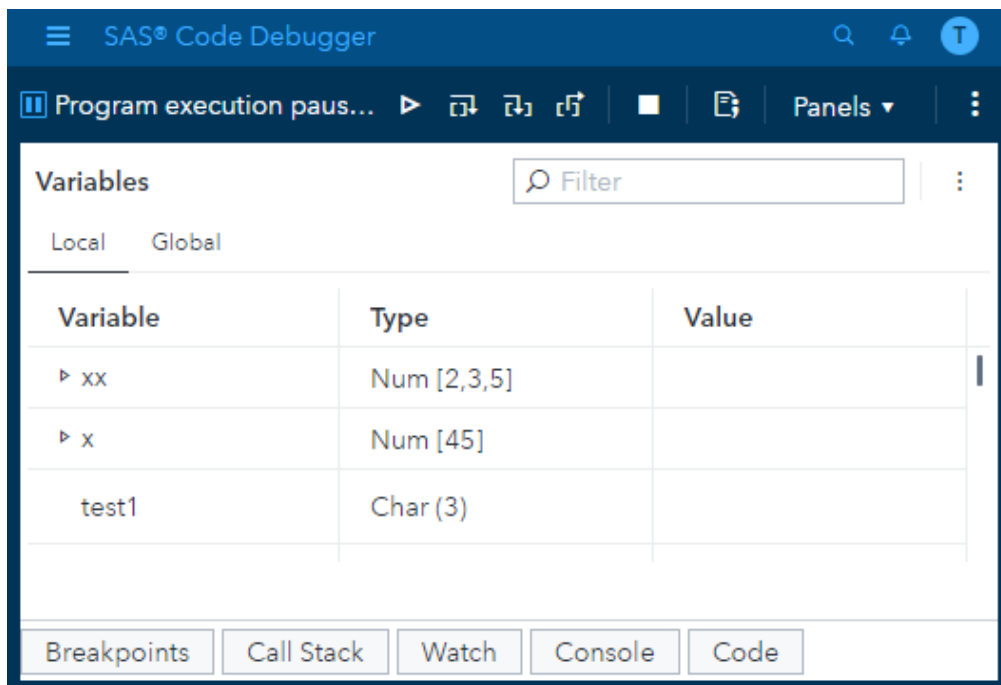 SAS® Code Debugger T
Program execution paus... Panels
Variables Filter
Local Global
Variable Type Value
xx Num [2,3,5]
x Num [45]
test1 Char (3)
Breakpoints Call Stack Watch Console Code